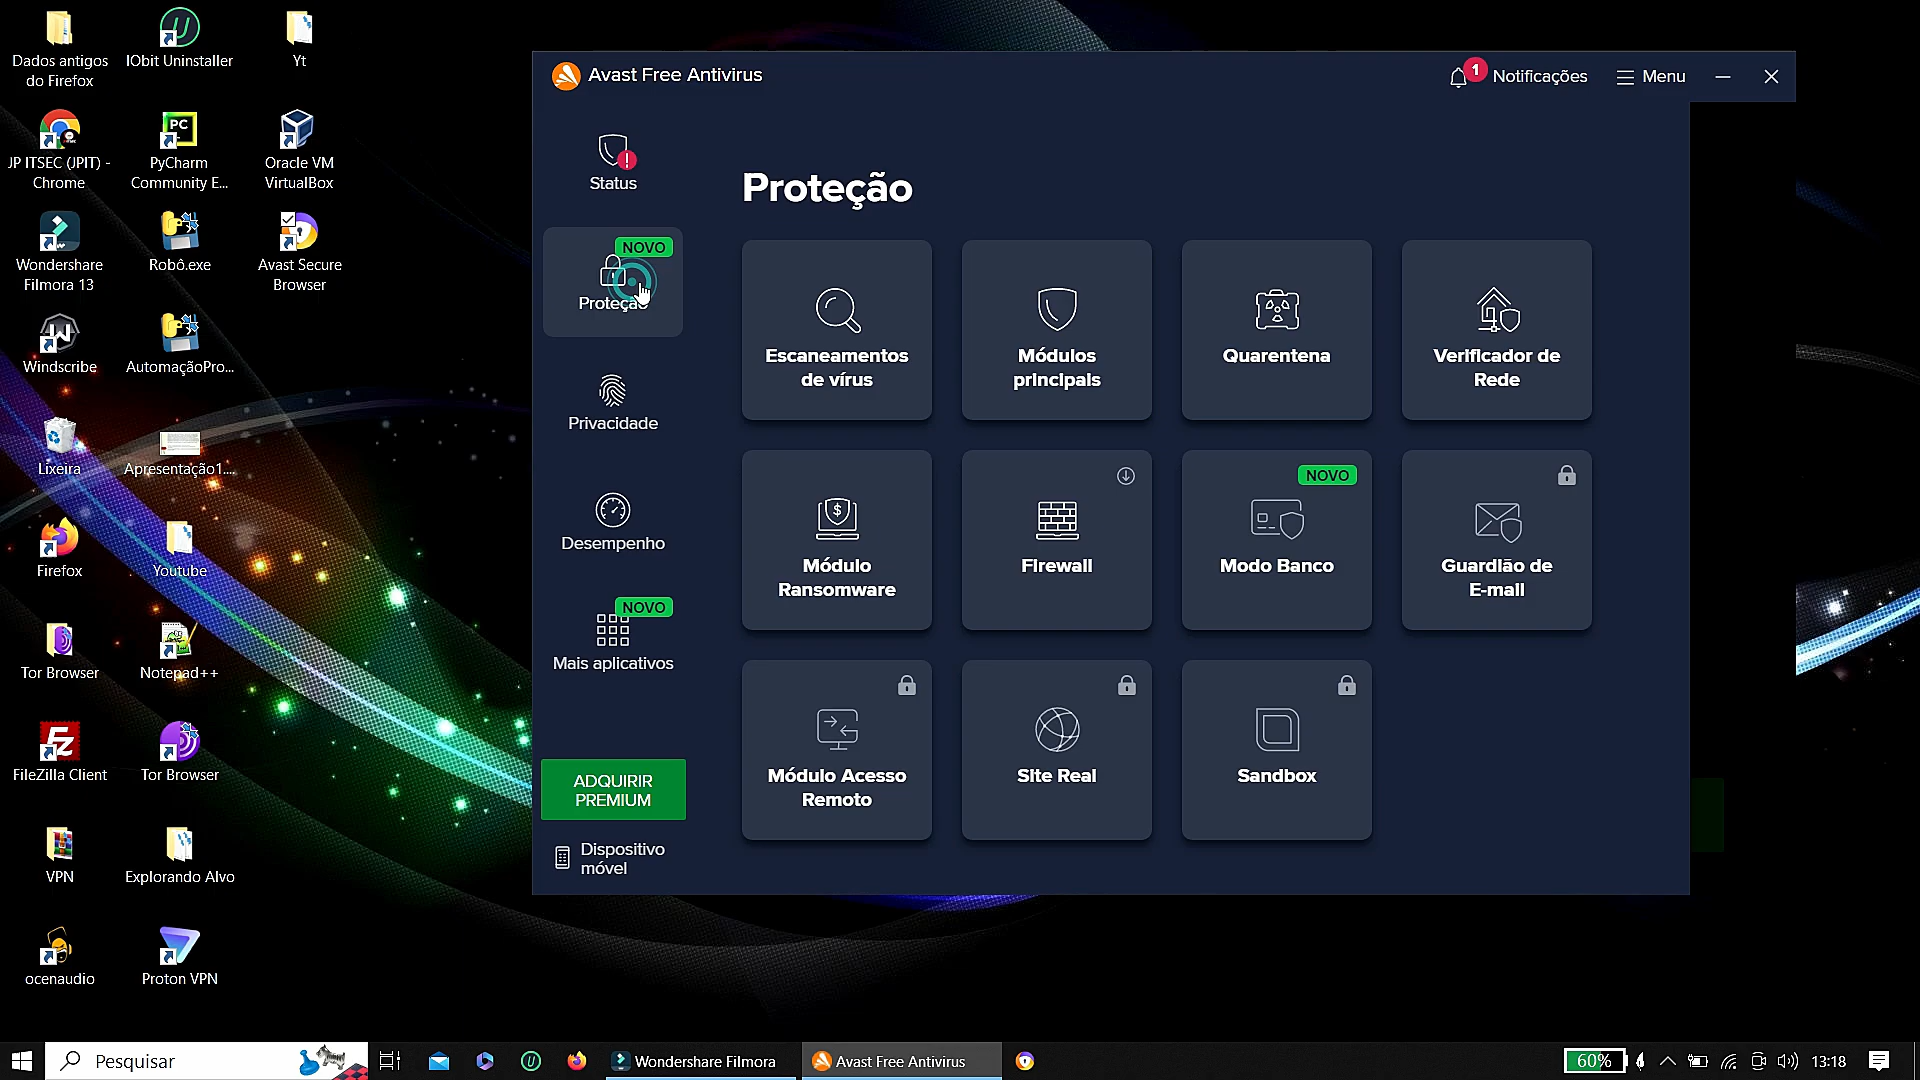 Dados antigos
do Firefox
IObit Uninstaller
Yt
JP ITSEC (JPIT) -
Chrome
PyCharm
Community E...
Oracle VM
VirtualBox
Wondershare
Filmora 13
Robô.exe
Avast Secure
Browser
Windscribe
AutomaçãoPro...
Lixeira
Apresentação1....
Firefox
Youtube
Tor Browser
Notepad++
FileZilla Client
Tor Browser
VPN
Explorando Alvo
ocenaudio
Proton VPN
Avast Free Antivirus
1
Notificações
Menu
Status
NOVO
Proteção
Privacidade
Desempenho
NOVO
Mais aplicativos
ADQUIRIR
PREMIUM
Dispositivo
móvel
Proteção
Escaneamentos
de vírus
Módulos
principais
Quarentena
Verificador de
Rede
Módulo
Ransomware
Firewall
NOVO
Modo Banco
Guardião de
E-mail
Módulo Acesso
Remoto
Site Real
Sandbox
Pesquisar
Wondershare Filmora
Avast Free Antivirus
60%
13:18